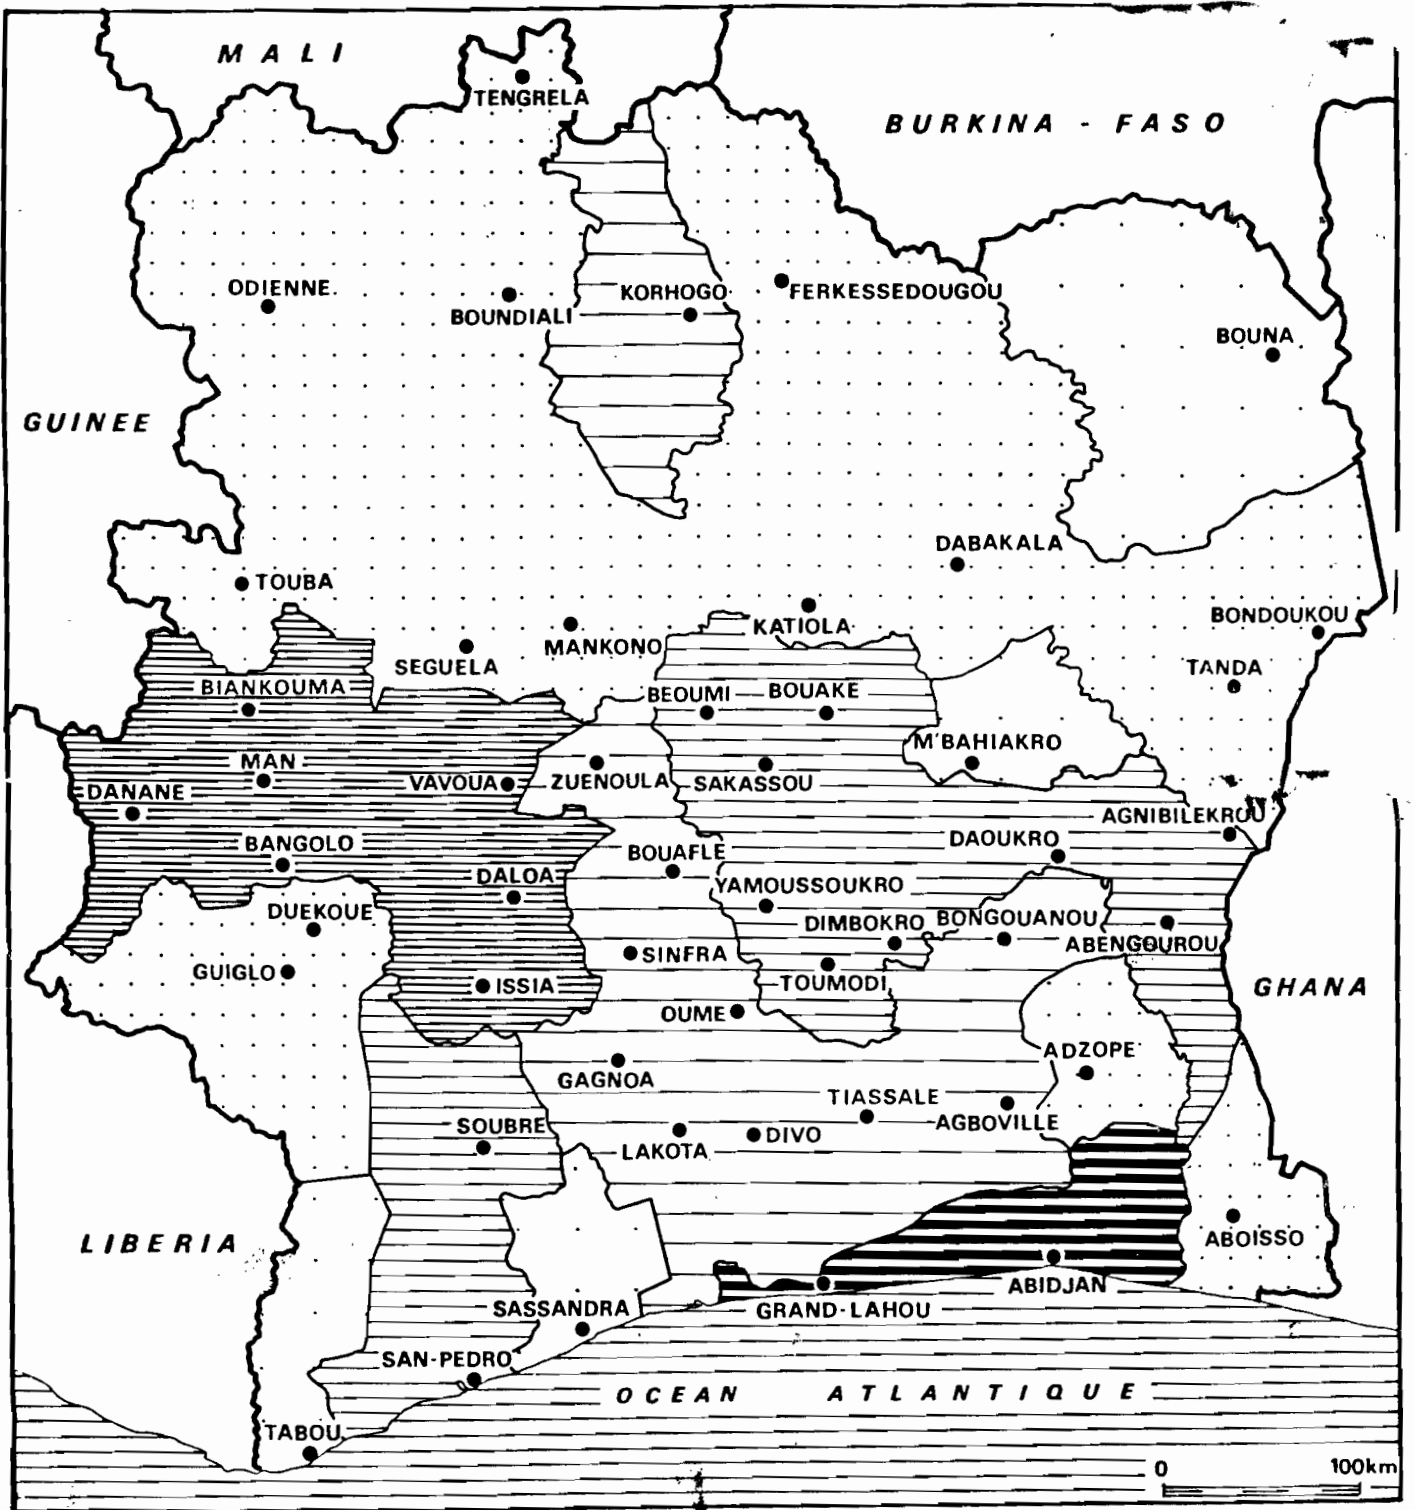 MALI
TENGRELA
BURKINA - FASO
ODIENNE
BOUNDIALI
KORHOGO
FERKESSEDOUGOU
BOUNA
GUINEE
DABAKALA
TOUBA
KATIOLA
BONDOUKOU
MANKONO
SEGUELA
TANDA
BIANKOUMA
BEOUMI
BOUAKE
M'BAHIAKRO
MAN
VAVOUA
ZUENOULA
SAKASSOU
DANANE
AGNIBILEKROU
BANGOLO
BOUAFLE
DAOUKRO
DALOA
YAMOUSSOUKRO
DUEKOUE
DIMBOKRO
BONGOUANOU
ABENGOUROU
SINFRA
GUIGLO
ISSIA
TOUMODI
GHANA
OUME
ADZOPE
GAGNOA
TIASSALE
SOUBRE
AGBOVILLE
LAKOTA
DIVO
LIBERIA
ABOISSO
SASSANDRA
GRAND-LAHOU
ABIDJAN
SAN-PEDRO
OCEAN ATLANTIQUE
TABOU
0 100km